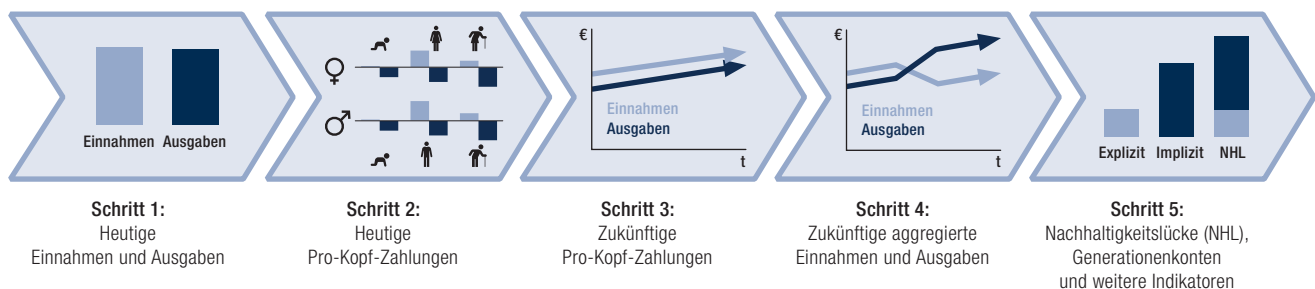 Einnahmen Ausgaben
♀
♂
€
Einnahmen
Ausgaben
t
€
Einnahmen
Ausgaben
t
Explizit Implizit NHL
Schritt 1:
Heutige
Einnahmen und Ausgaben
Schritt 2:
Heutige
Pro-Kopf-Zahlungen
Schritt 3:
Zukünftige
Pro-Kopf-Zahlungen
Schritt 4:
Zukünftige aggregierte
Einnahmen und Ausgaben
Schritt 5:
Nachhaltigkeitslücke (NHL),
Generationenkonten
und weitere Indikatoren